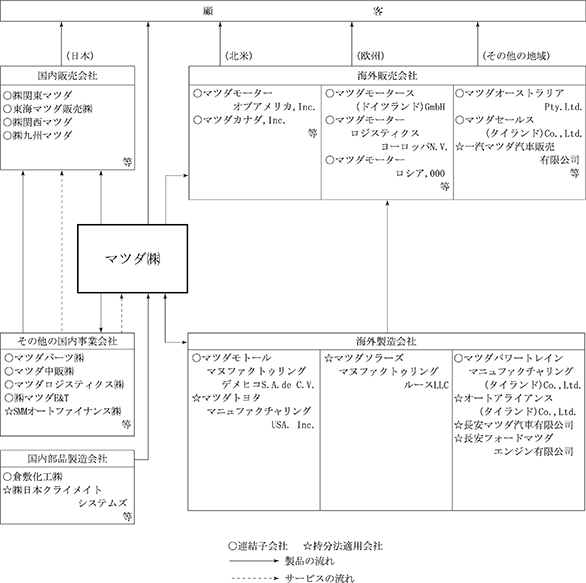 顧 客
(日本)
(北米)
(欧州)
(その他の地域)
国内販売会社
○㈱関東マツダ
○東海マツダ販売㈱
○㈱関西マツダ
○㈱九州マツダ
等
海外販売会社
○マツダモーター
オブアメリカ,Inc.
○マツダカナダ,Inc.
等
○マツダモータース
(ドイツランド)GmbH
○マツダモーター
ロジスティクス
ヨーロッパN.V.
○マツダモーター
ロシア,OOO
等
○マツダオーストラリア
Pty.Ltd.
○マツダセールス
(タイランド)Co.,Ltd.
☆一汽マツダ汽車販売
有限公司
等
マツダ㈱
その他の国内事業会社
○マツダパーツ㈱
○マツダ中販㈱
○マツダロジスティクス㈱
○㈱マツダE&T
☆SMMオートファイナンス㈱
等
国内部品製造会社
○倉敷化工㈱
☆㈱日本クライメイト
システムズ
等
海外製造会社
○マツダモトール
マヌファクトゥリング
デメヒコS.A.de C.V.
☆マツダトヨタ
マニュファクチャリング
USA, Inc.
☆マツダソラーズ
マヌファクトゥリング
ルースLLC
○マツダパワートレイン
マニュファクチャリング
(タイランド)Co.,Ltd.
☆オートアライアンス
(タイランド)Co.,Ltd.
☆長安マツダ汽車有限公司
☆長安フォードマツダ
エンジン有限公司
○連結子会社 ☆持分法適用会社
製品の流れ
サービスの流れ